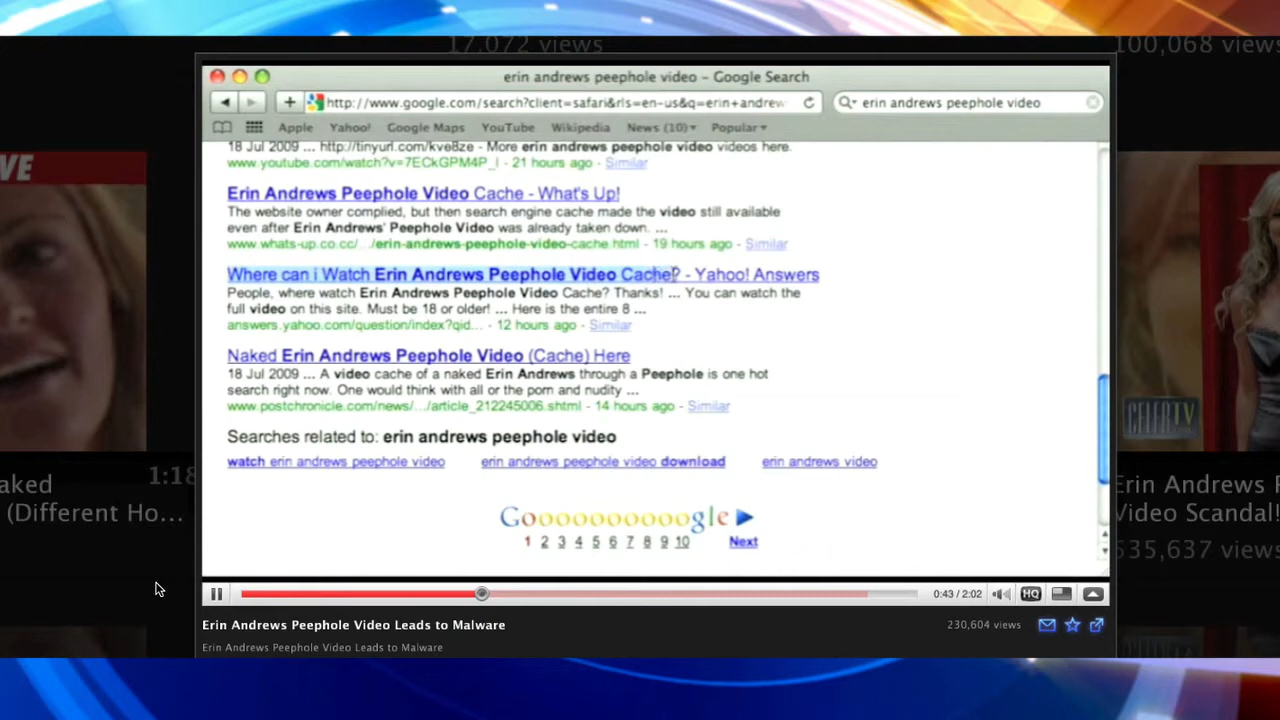 17,072 views
100,068 views
erin andrews peephole video – Google Search
http://www.google.com/search?client=safari&rls=en-us&q=erin+andrew
erin andrews peephole video
Apple Yahoo! Google Maps YouTube Wikipedia News (10)▾ Popular▾
18 Jul 2009 ... http://tinyurl.com/kve8ze - More erin andrews peephole video videos here.
www.youtube.com/watch?v=7ECkGPM4P_I - 21 hours ago - Similar
Erin Andrews Peephole Video Cache - What's Up!
The website owner complied, but then search engine cache made the video still available
even after Erin Andrews' Peephole Video was already taken down. ...
www.whats-up.co.cc/.../erin-andrews-peephole-video-cache.html - 19 hours ago - Similar
Where can i Watch Erin Andrews Peephole Video Cache? - Yahoo! Answers
People, where watch Erin Andrews Peephole Video Cache? Thanks! ... You can watch the
full video on this site. Must be 18 or older! ... Here is the entire 8 ...
answers.yahoo.com/question/index?qid... - 12 hours ago - Similar
Naked Erin Andrews Peephole Video (Cache) Here
18 Jul 2009 ... A video cache of a naked Erin Andrews through a Peephole is one hot
search right now. One would think with all or the porn and nudity ...
www.postchronicle.com/news/.../article_212245006.shtml - 14 hours ago - Similar
Searches related to: erin andrews peephole video
watch erin andrews peephole video erin andrews peephole video download erin andrews video
Goooooooooogle
1 2 3 4 5 6 7 8 9 10 Next
VE
CELEBTV
aked
1:18
(Different Ho...
Erin Andrews P
Video Scandal!
535,637 views
0:43 / 2:02
HQ
Erin Andrews Peephole Video Leads to Malware
230,604 views
Erin Andrews Peephole Video Leads to Malware